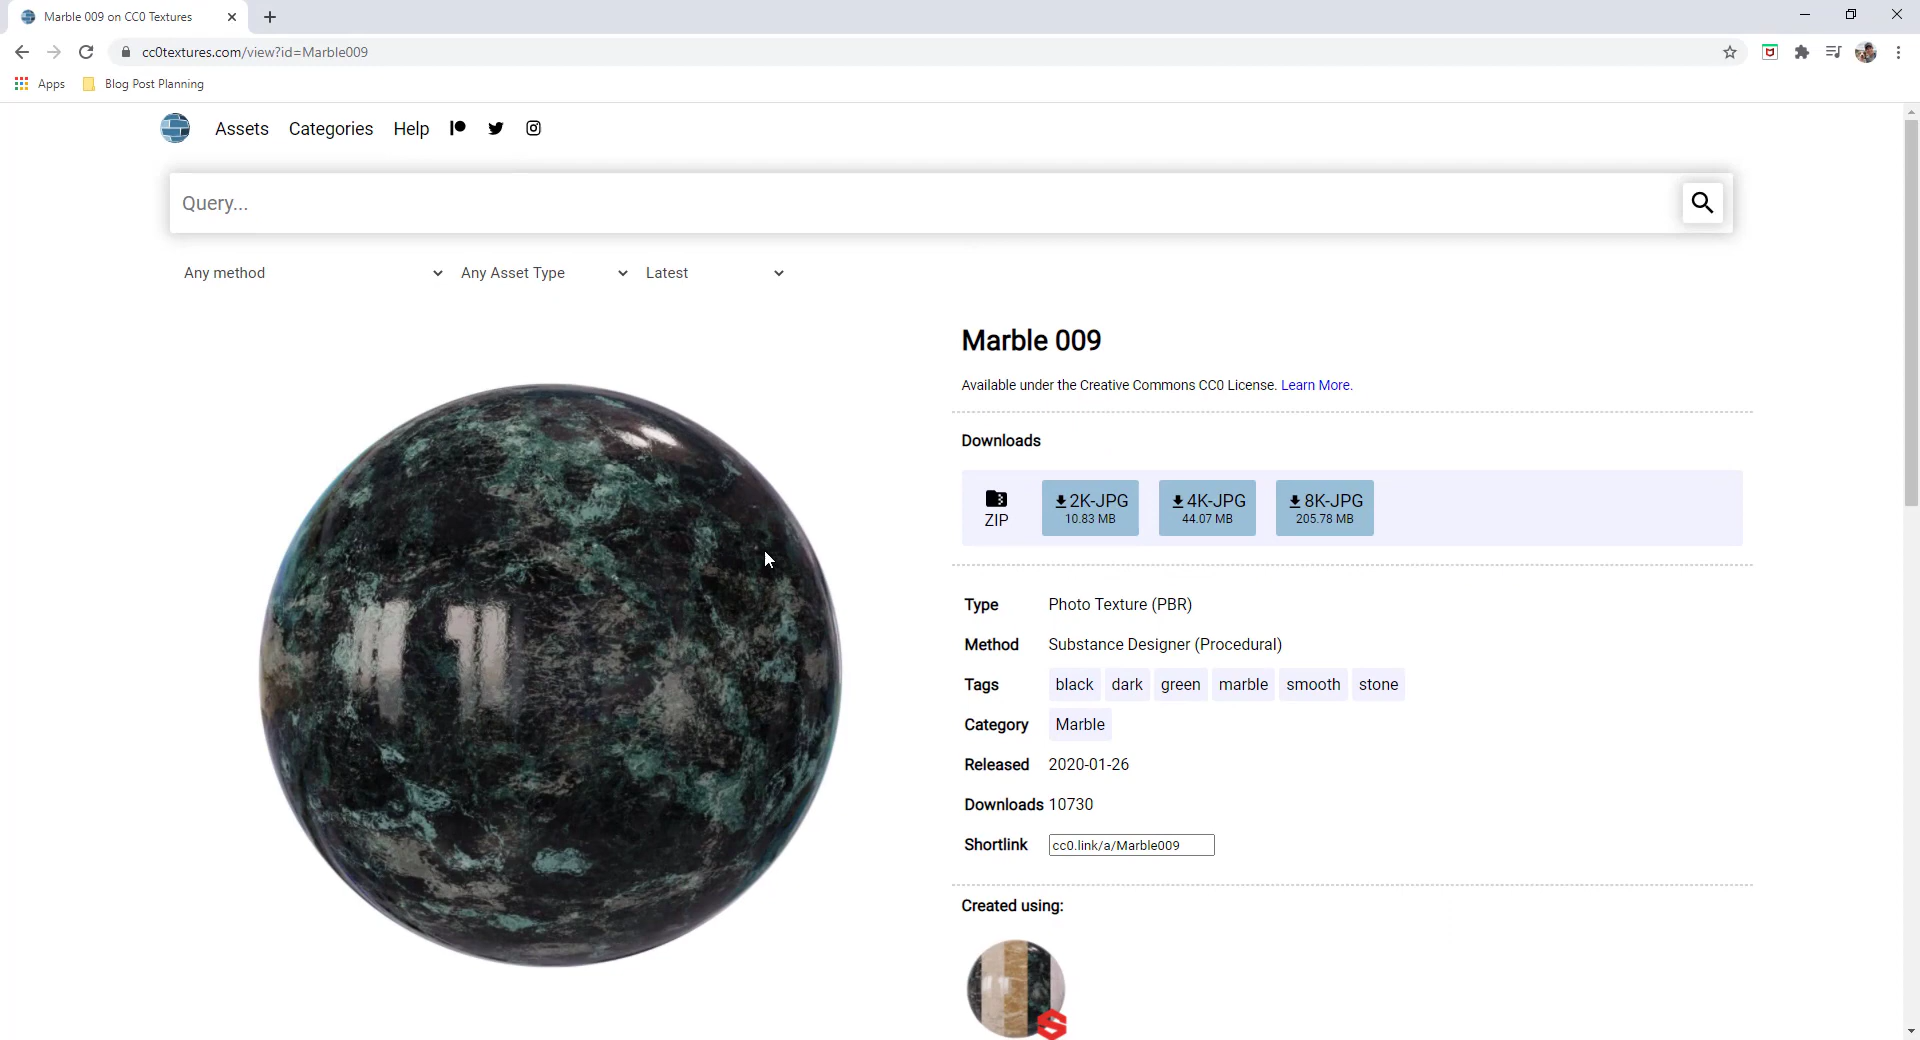 Marble 009 on CC0 Textures
cc0textures.com/view?id=Marble009
Apps Blog Post Planning
Assets Categories Help
Query...
Any method Any Asset Type Latest
Marble 009
Available under the Creative Commons CC0 License. Learn More.
Downloads
ZIP
2K-JPG
10.83 MB
4K-JPG
44.07 MB
8K-JPG
205.78 MB
Type Photo Texture (PBR)
Method Substance Designer (Procedural)
Tags black dark green marble smooth stone
Category Marble
Released 2020-01-26
Downloads 10730
Shortlink cc0.link/a/Marble009
Created using: